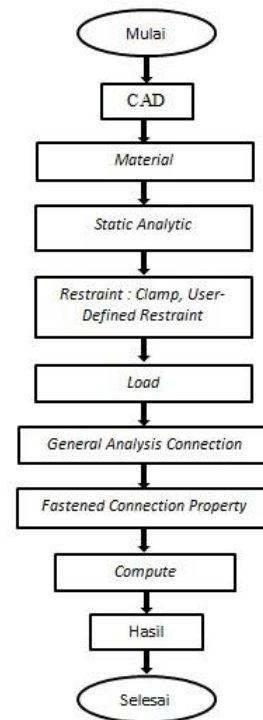 Mulai
CAD
Material
Static Analytic
Restraint : Clamp, User-
Defined Restraint
Load
General Analysis Connection
Fastened Connection Property
Compute
Hasil
Selesai